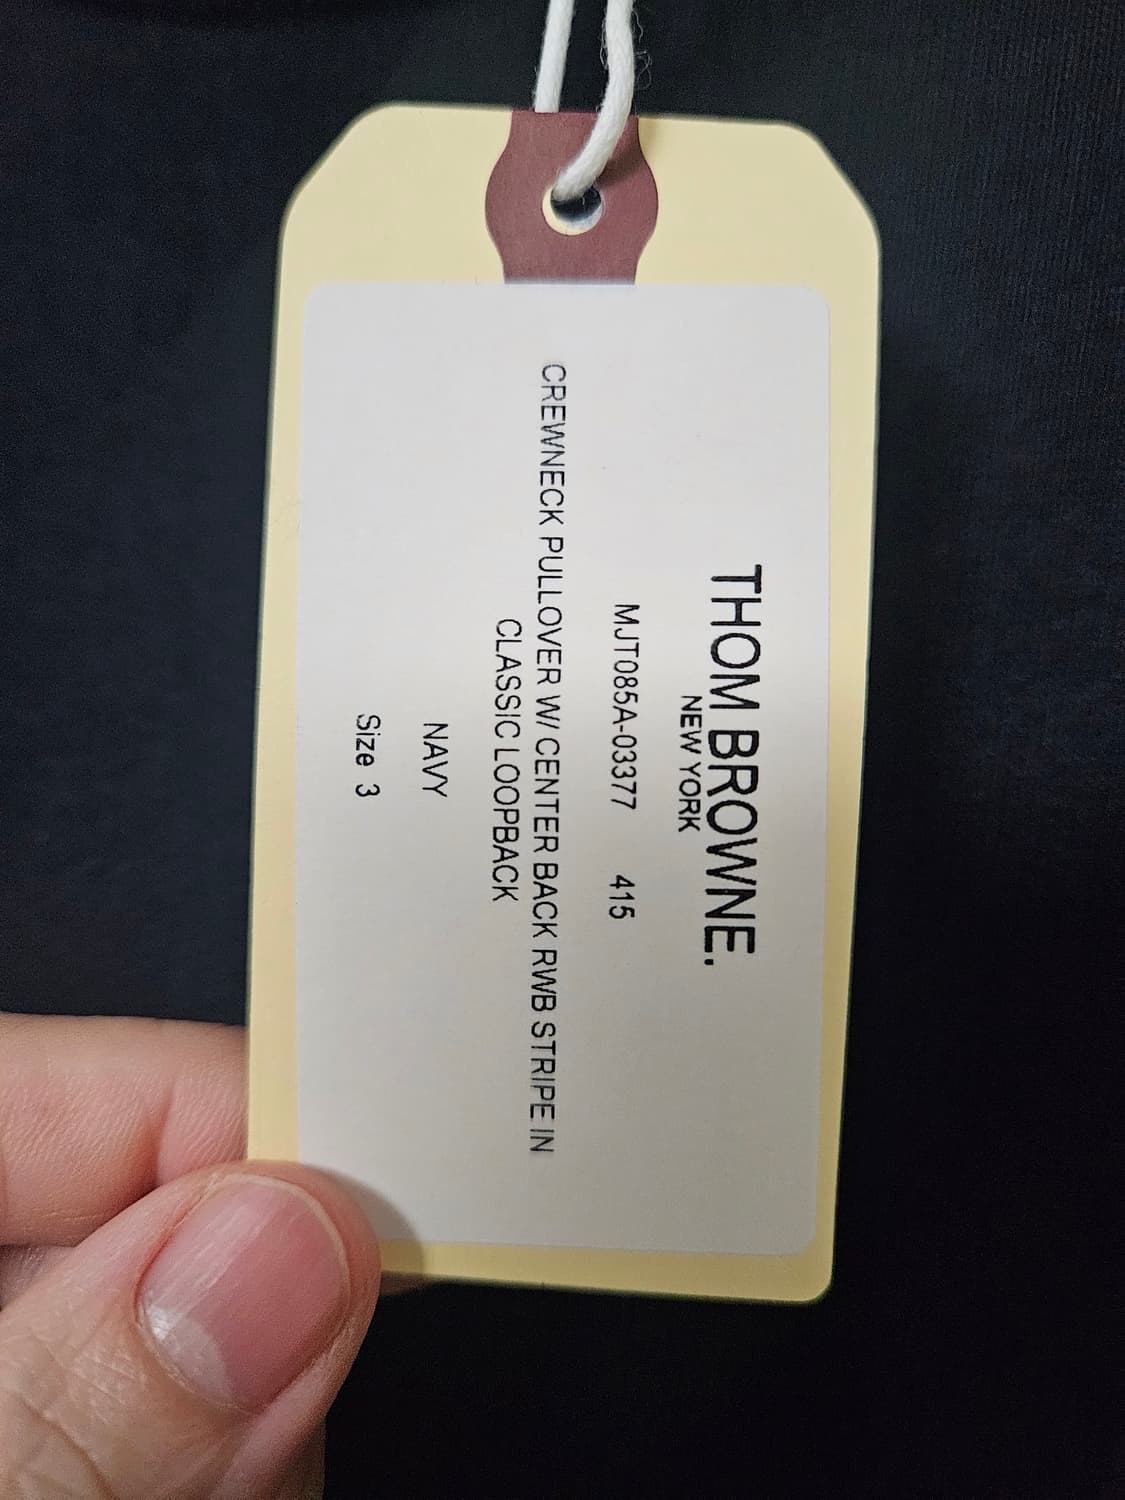 THOM BROWNE.
NEW YORK
MJT085A-03377 415
CREWNECK PULLOVER W/ CENTER BACK RWB STRIPE IN
CLASSIC LOOPBACK
NAVY
Size 3